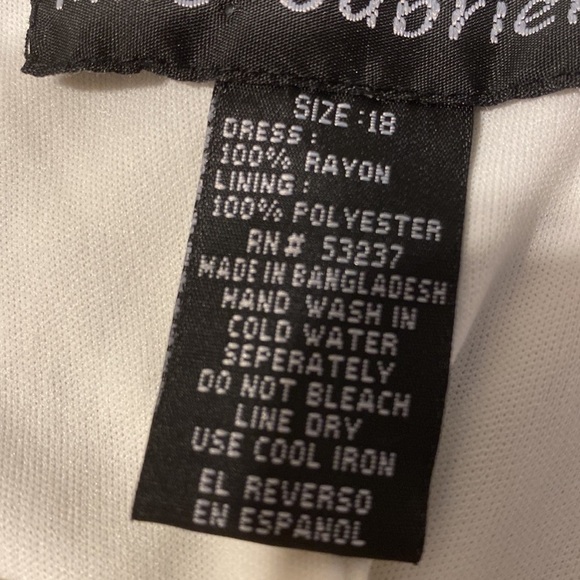 SIZE:18
DRESS:
100% RAYON
LINING:
100% POLYESTER
RN# 53237
MADE IN BANGLADESH
HAND WASH IN
COLD WATER
SEPERATELY
DO NOT BLEACH
LINE DRY
USE COOL IRON
EL REVERSO
EN ESPANOL